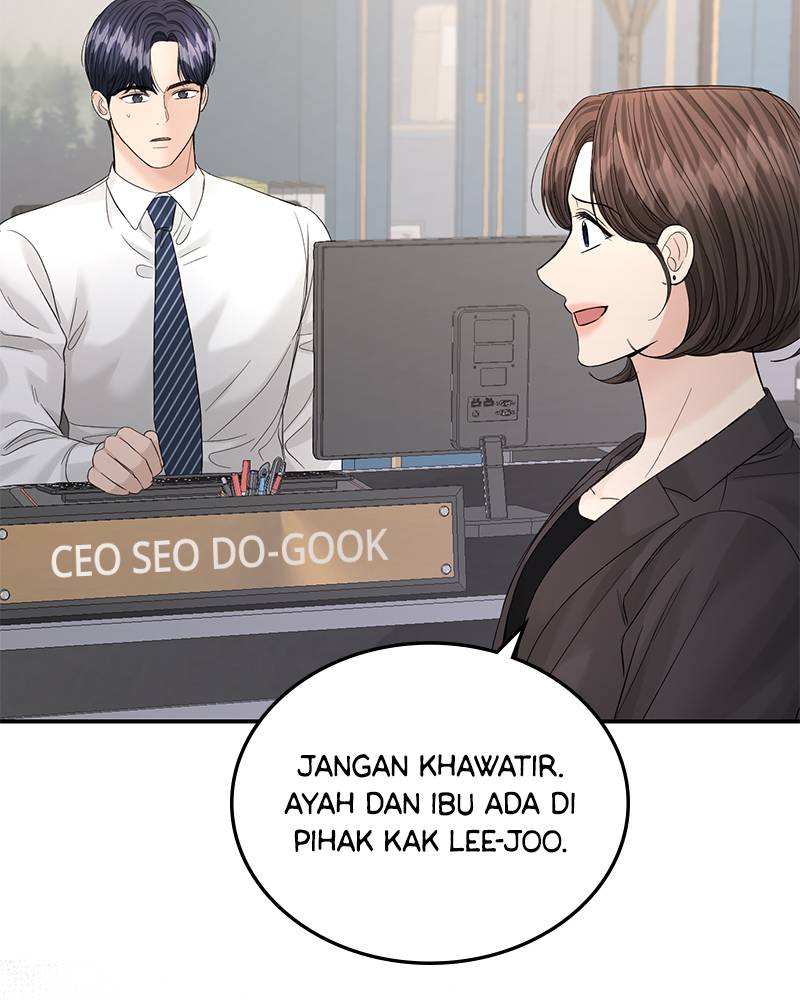 CEO SEO DO-GOOK
JANGAN KHAWATIR.
AYAH DAN IBU ADA DI
PIHAK KAK LEE-JOO.